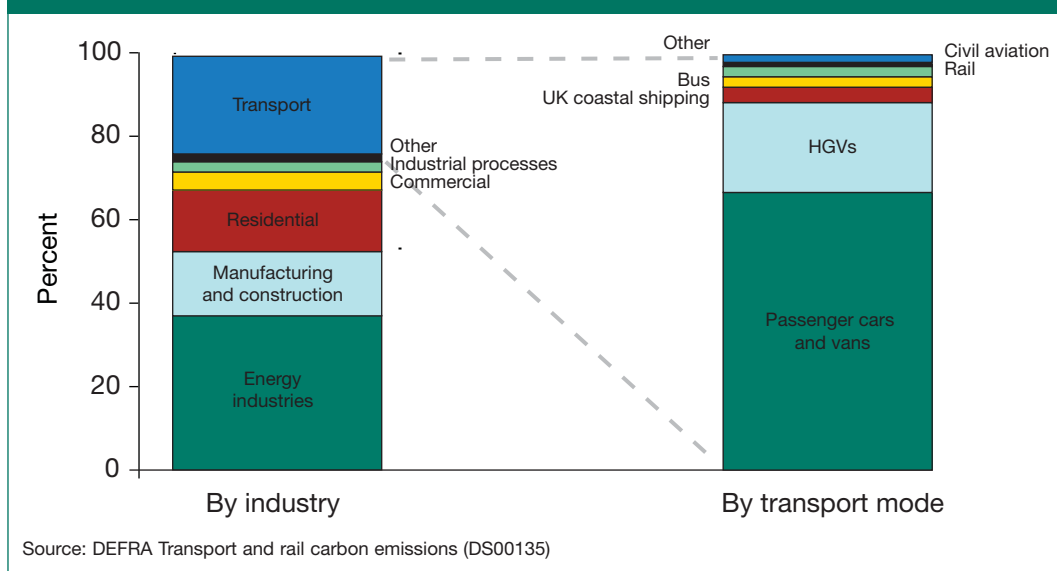 Percent
100
80
60
40
20
0
Transport
Other
Industrial processes
Commercial
Residential
Manufacturing
and construction
Energy
industries
By industry
Other
Civil aviation
Rail
Bus
UK coastal shipping
HGVs
Passenger cars
and vans
By transport mode
Source: DEFRA Transport and rail carbon emissions (DS00135)